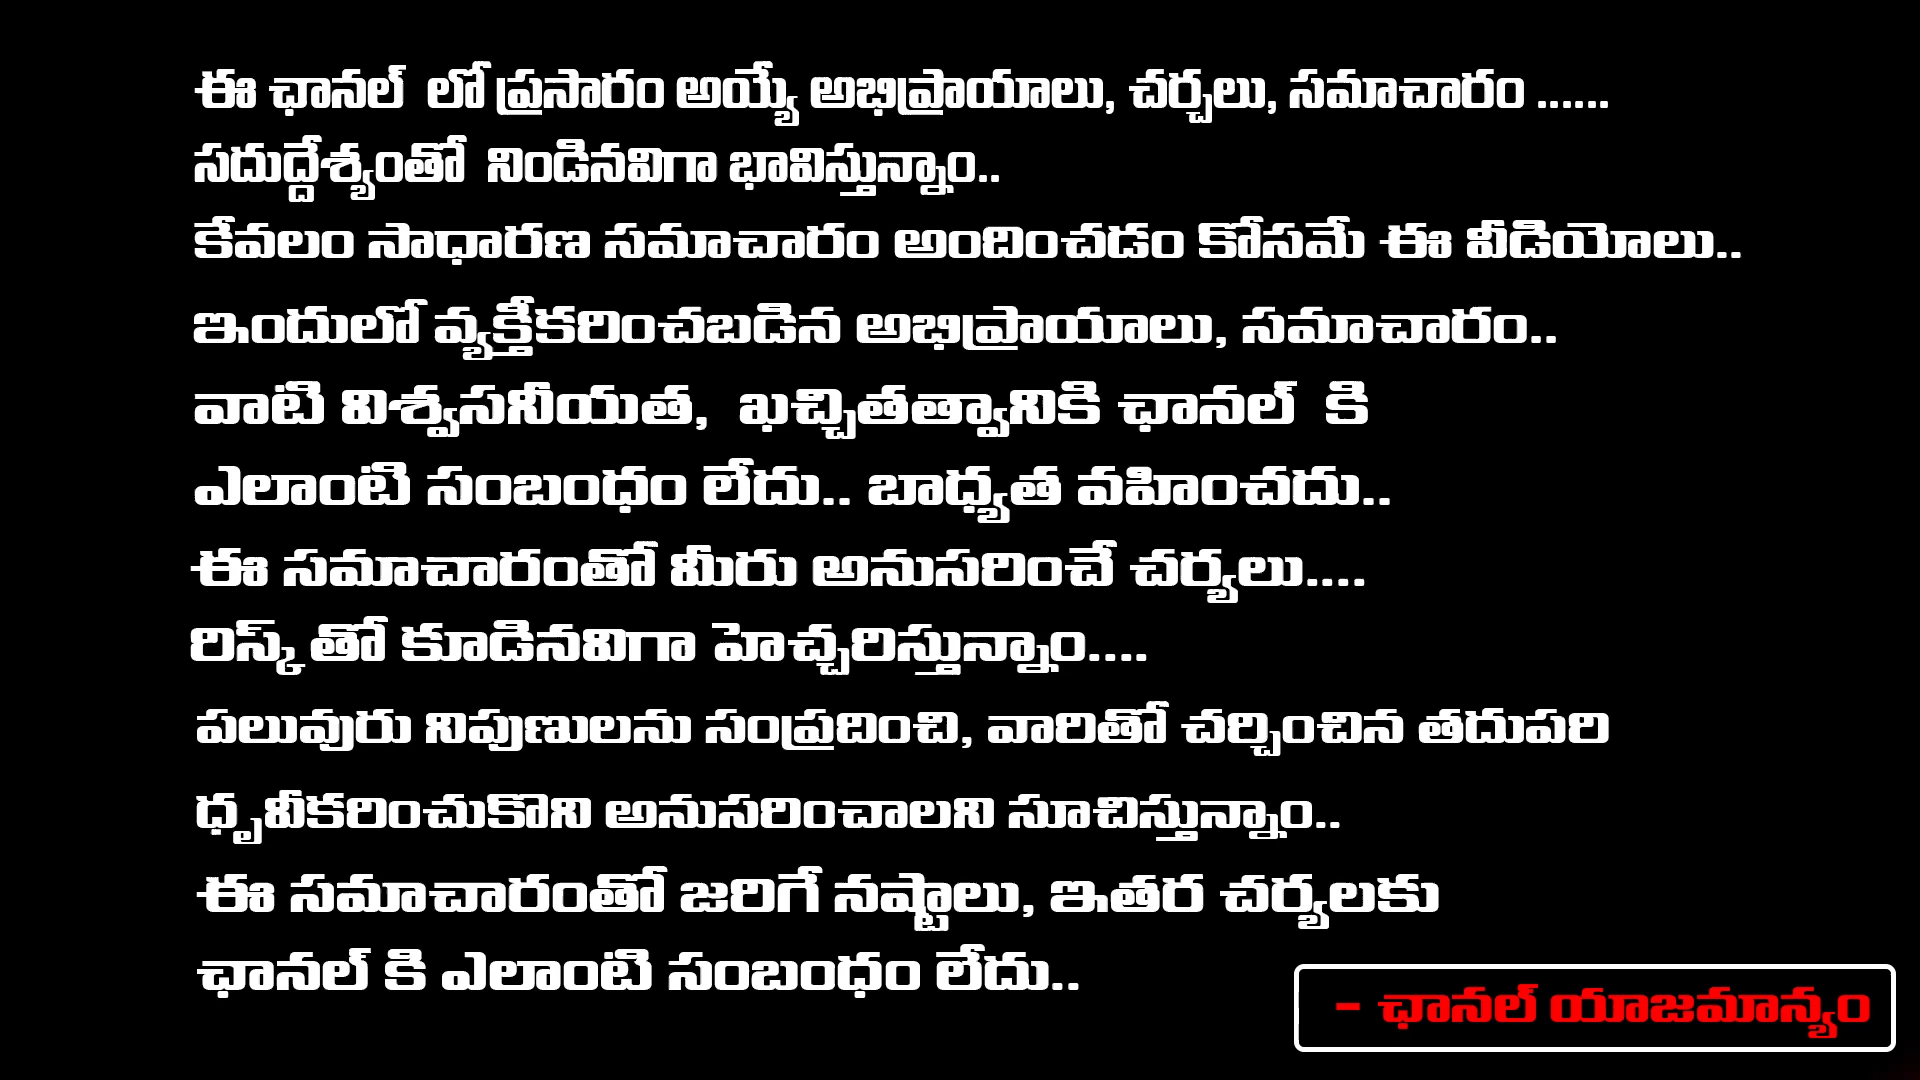 ఈ ఛానల్ లో ప్రసారం అయ్యే అభిప్రాయాలు, చర్చలు, సమాచారం ......
సదుద్దేశ్యంతో నిండినవిగా భావిస్తున్నాం..
కేవలం సాధారణ సమాచారం అందించడం కోసమే ఈ వీడియోలు..
ఇందులో వ్యక్తీకరించబడిన అభిప్రాయాలు, సమాచారం..
వాటి విశ్వసనీయత, ఖచ్చితత్వానికి ఛానల్ కి
ఎలాంటి సంబంధం లేదు.. బాధ్యత వహించదు..
ఈ సమాచారంతో మీరు అనుసరించే చర్యలు....
రిస్క్ తో కూడినవిగా హెచ్చరిస్తున్నాం....
పలువురు నిపుణులను సంప్రదించి, వారితో చర్చించిన తదుపరి
ధృవీకరించుకొని అనుసరించాలని సూచిస్తున్నాం..
ఈ సమాచారంతో జరిగే నష్టాలు, ఇతర చర్యలకు
ఛానల్ కి ఎలాంటి సంబంధం లేదు..
- ఛానల్ యాజమాన్యం